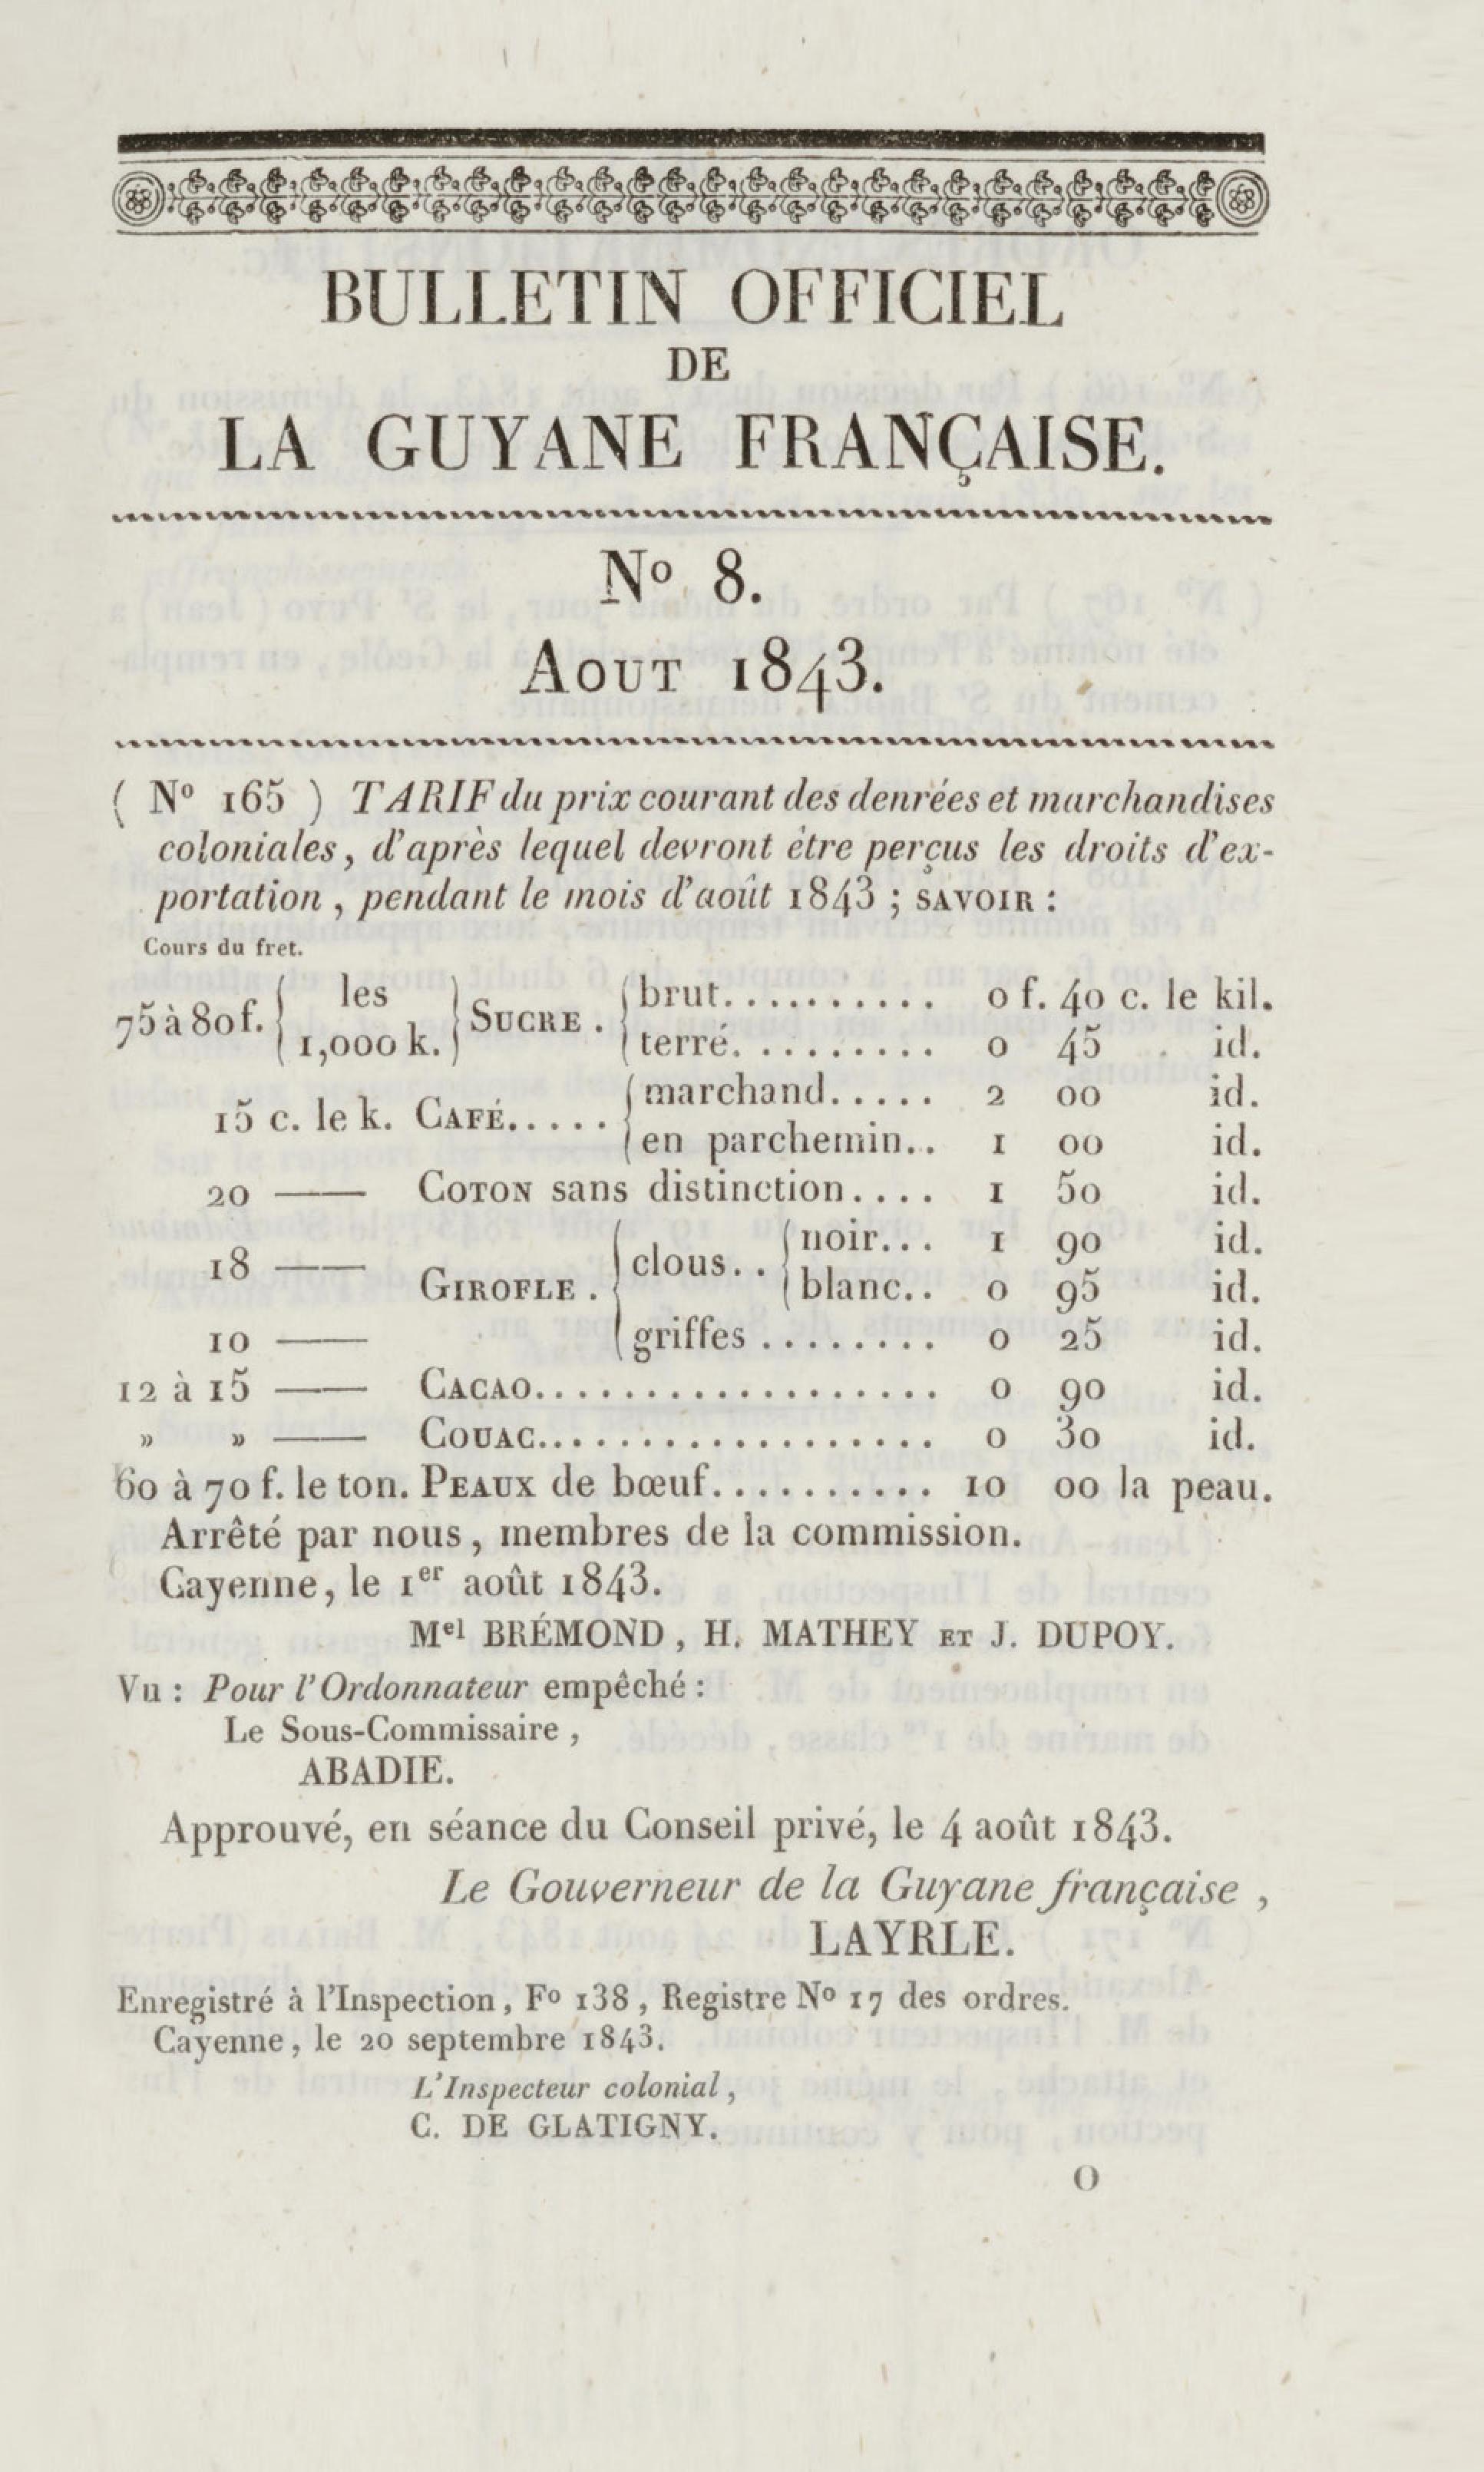 BULLETIN OFFICIEL
DE
LA GUYANE FRANÇAISE.
Nº 8.
AOUT 1843.
( Nº 165 ) TARIF du prix courant des denrées et marchandises
coloniales, d'après lequel devront être perçus les droits d'ex-
portation, pendant le mois d'août 1843 ; SAVOIR :
Cours du fret.
75 à 80 f. { les 1,000 k. } SUCRE . { brut.......... 0 f. 40 c. le kil.
terré.......... 0 45 id.
15 c. le k. CAFÉ..... { marchand..... 2 00 id.
en parchemin.. 1 00 id.
20 —— COTON sans distinction.... 1 50 id.
18 —— GIROFLE . { clous.. { noir... 1 90 id.
blanc.. 0 95 id.
10 —— griffes ......... 0 25 id.
12 à 15 —— CACAO................... 0 90 id.
» » —— COUAC................... 0 30 id.
60 à 70 f. le ton. PEAUX de bœuf........... 10 00 la peau.
Arrêté par nous, membres de la commission.
Cayenne, le 1er août 1843.
Mel BRÉMOND, H. MATHEY ET J. DUPOY.
Vu : Pour l'Ordonnateur empêché :
Le Sous-Commissaire,
ABADIE.
Approuvé, en séance du Conseil privé, le 4 août 1843.
Le Gouverneur de la Guyane française,
LAYRLE.
Enregistré à l'Inspection, Fº 138, Registre Nº 17 des ordres.
Cayenne, le 20 septembre 1843.
L'Inspecteur colonial,
C. DE GLATIGNY.
O